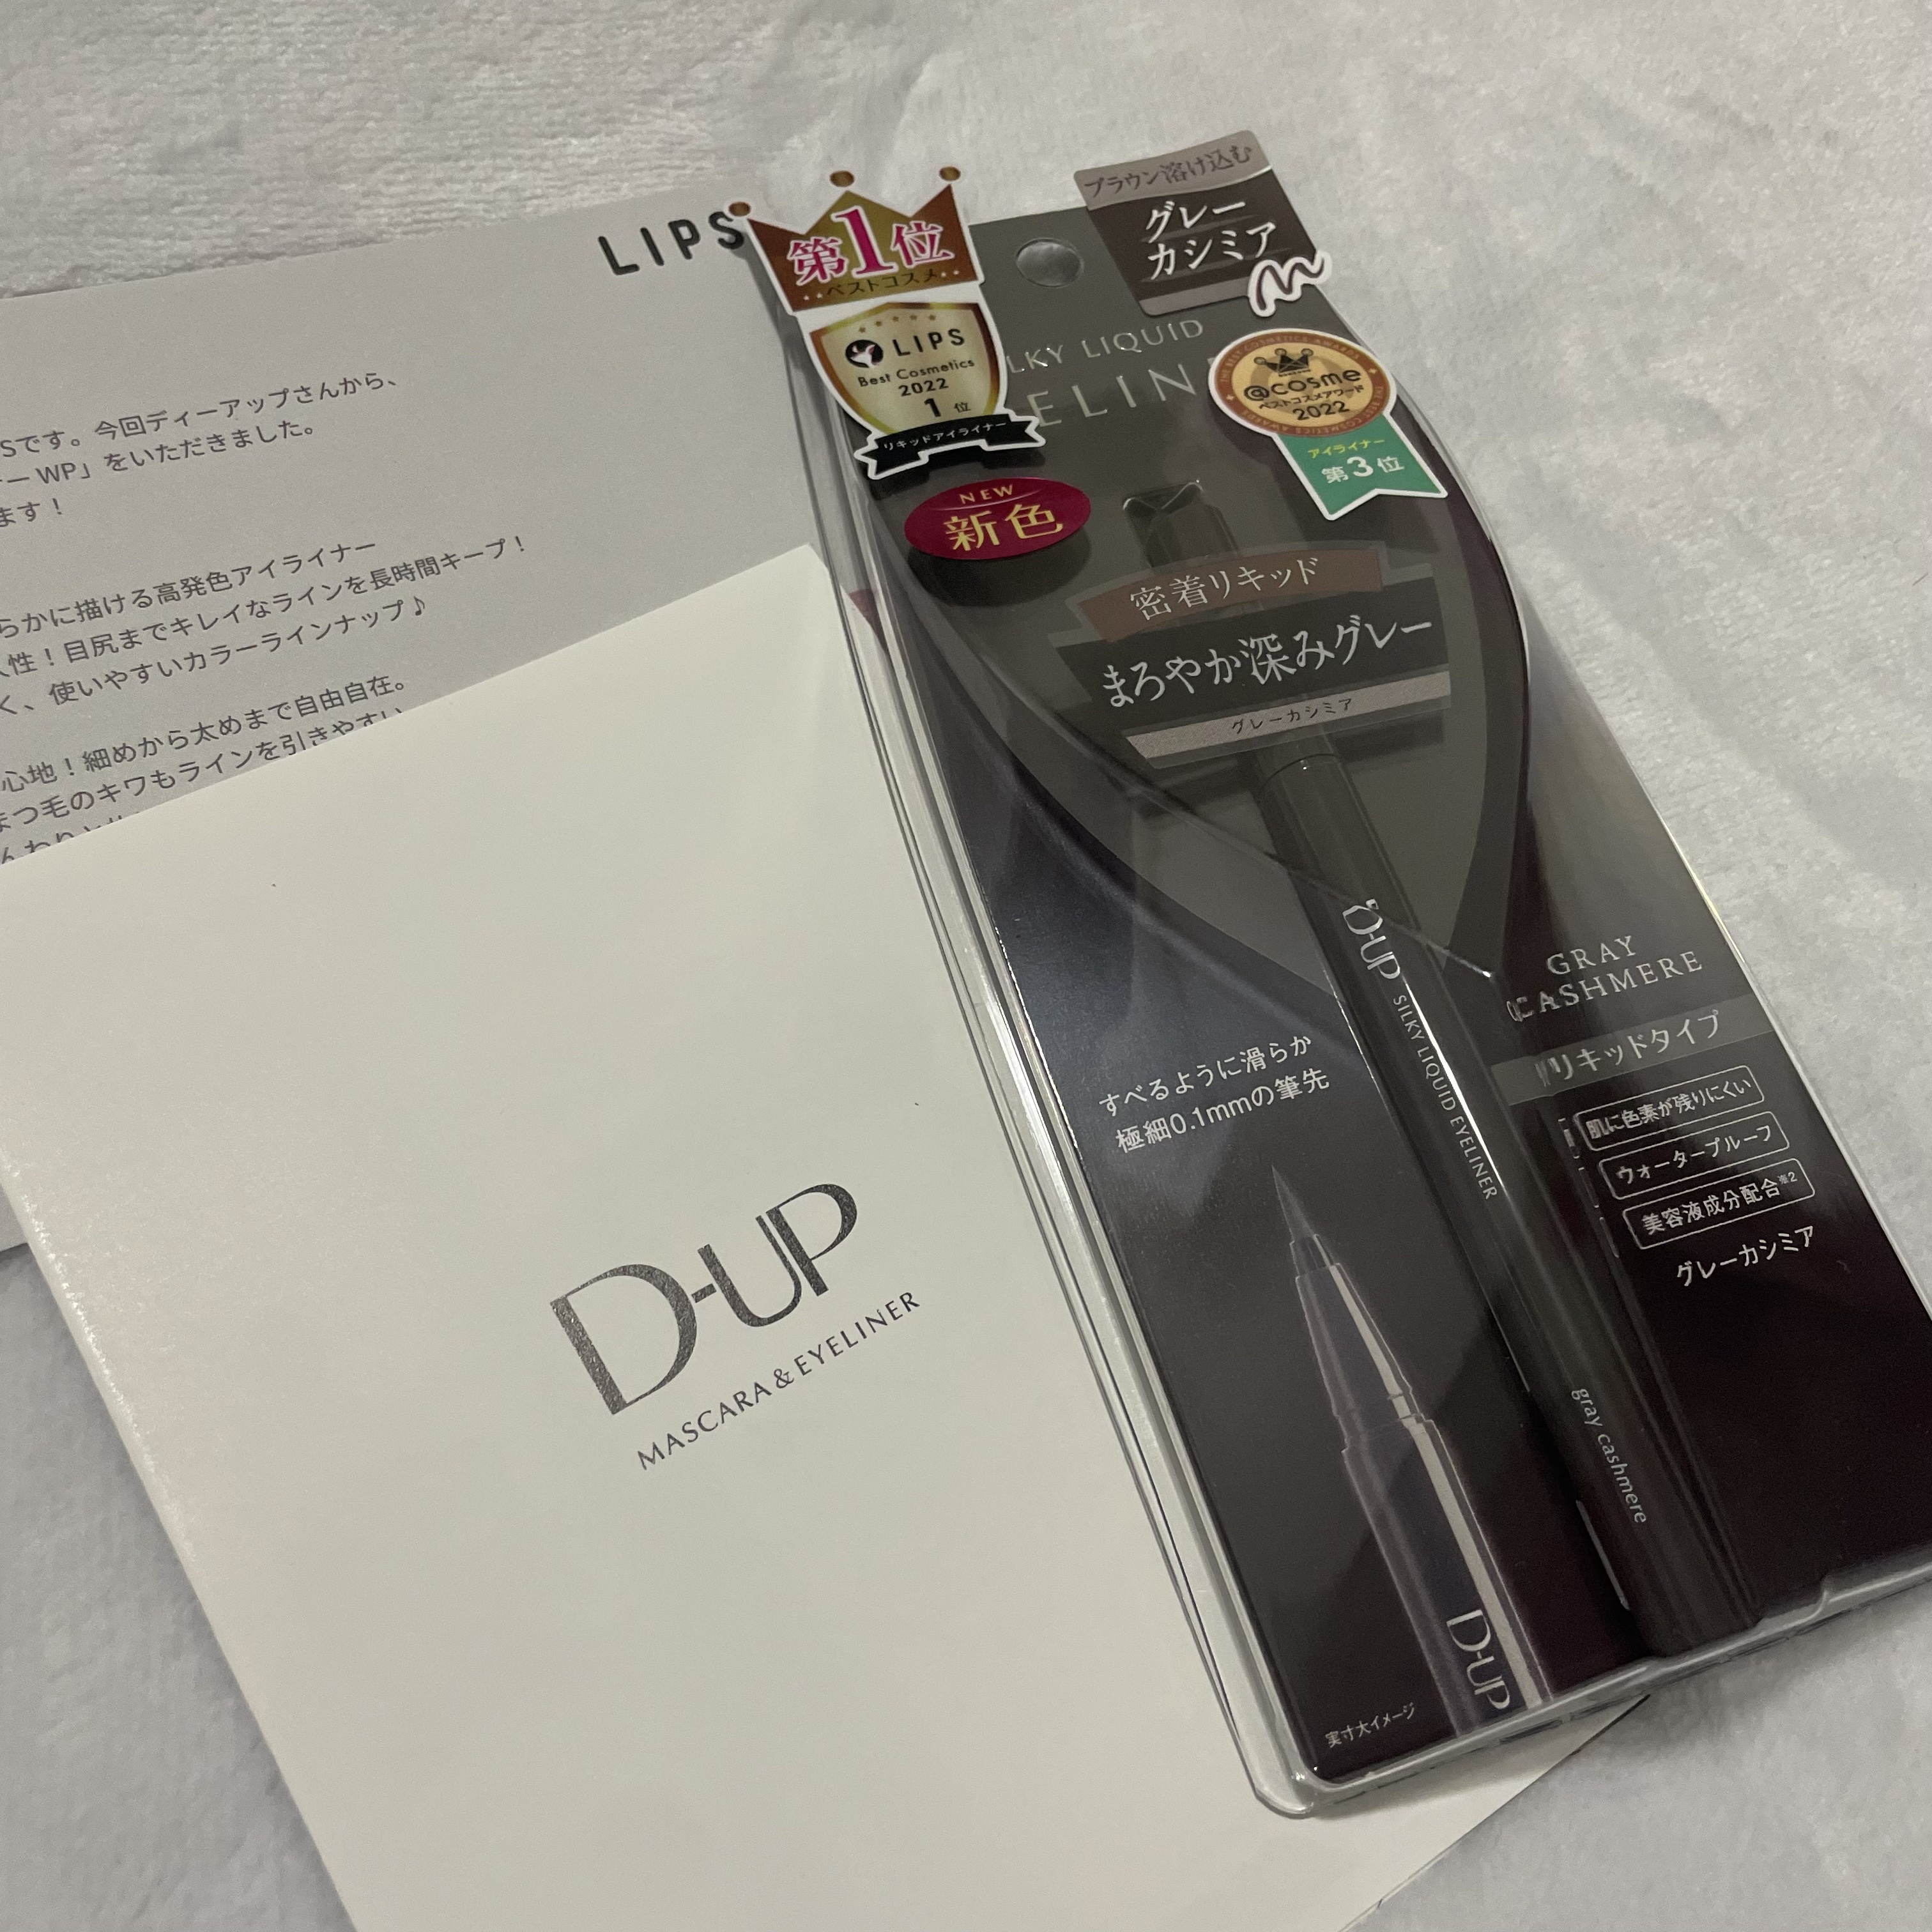 LIPS
Sです。今回ディーアップさんから、
ー WP」をいただきました。
ます！
らかに描ける高発色アイライナー
性！目尻までキレイなラインを長時間キープ！
く、使いやすいカラーラインナップ♪
心地！細めから太めまで自由自在。
まつ毛のキワもラインを引きやすい
D-UP
MASCARA & EYELINER
第1位
ベストコスメ
LIPS
Best Cosmetics
2022
1位
リキッドアイライナー
ブラウン溶け込む
グレー
カシミア
LKY LIQUID
ELIN
@cosme
ベストコスメアワード
2022
アイライナー
第3位
NEW
新色
密着リキッド
まろやか深みグレー
グレーカシミア
D-UP SILKY LIQUID EYELINER
gray cashmere
GRAY
CASHMERE
リキッドタイプ
肌に色素が残りにくい
ウォータープルーフ
美容液成分配合※2
グレーカシミア
すべるように滑らか
極細0.1mmの筆先
D-UP
実寸大イメージ